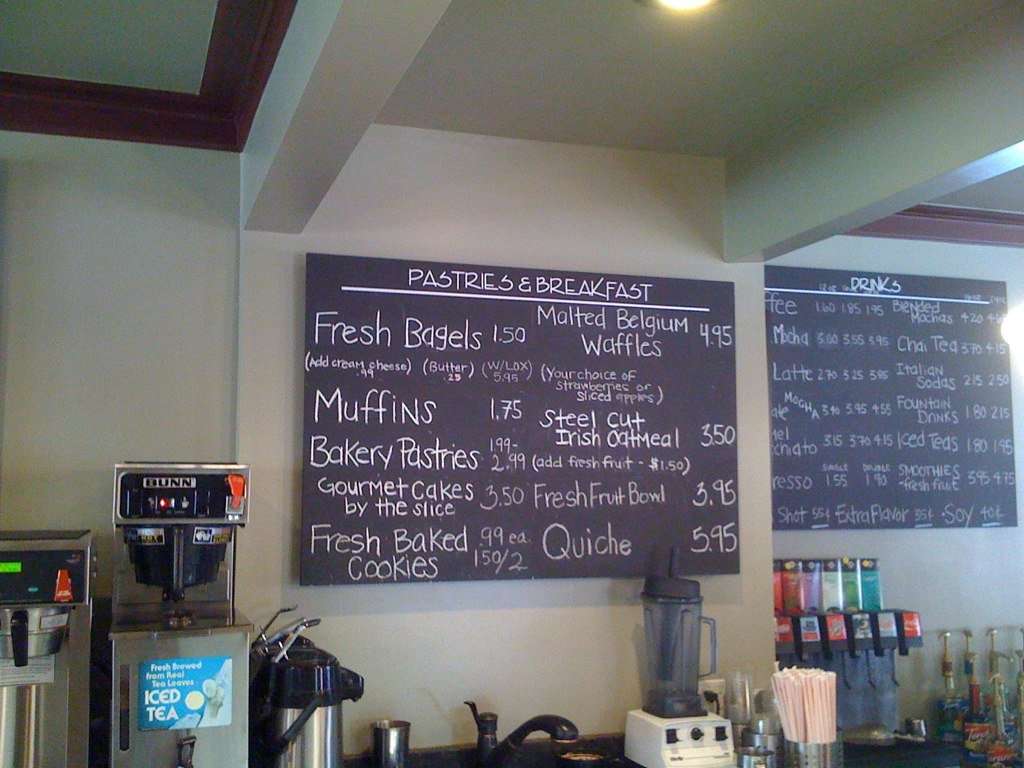 PASTRIES & BREAKFAST
Fresh Bagels 1.50
(Add cream cheese) (Butter) (W/LOX)
.99 .25 5.95
Muffins 1.75
Bakery Pastries 1.99-
2.99
Gourmet Cakes 3.50
by the slice
Fresh Baked .99 ea.
Cookies 1.50/2
Malted Belgium 4.95
Waffles
(Your choice of
strawberries or
sliced apples)
Steel Cut
Irish Oatmeal 3.50
(add fresh fruit - $1.50)
Fresh Fruit Bowl 3.95
Quiche 5.95
DRINKS
1.60 1.85 1.95
Mocha 3.55 3.95
Latte 2.70 3.25 3.85
Mocha 3.95 4.55
3.15 3.70 4.15
SINGLE DOUBLE
1.55 1.90
Blended
Mochas 4.20
Chai Tea 3.70 4.15
Italian
Sodas 2.15 2.50
Fountain
Drinks 1.80 2.15
Iced Teas 1.80 1.95
Smoothies
-fresh fruit 3.95 4.75
Shot 55¢ Extra Flavor 35¢ Soy 40¢
BUNN
Fresh Brewed
from Real
Tea Leaves
ICED
TEA